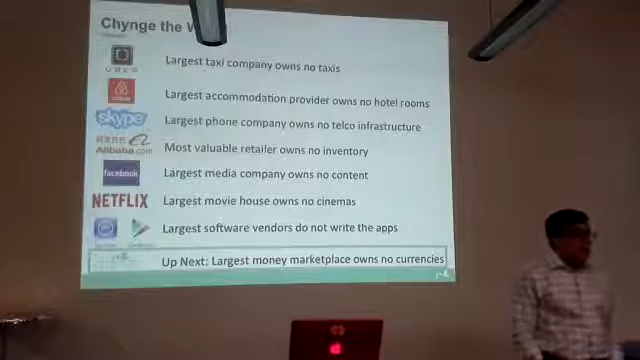 Chynge the W
UBER
Largest taxi company owns no taxis
Largest accommodation provider owns no hotel rooms
skype
Largest phone company owns no telco infrastructure
Alibaba.com
Most valuable retailer owns no inventory
facebook
Largest media company owns no content
NETFLIX
Largest movie house owns no cinemas
Largest software vendors do not write the apps
Up Next: Largest money marketplace owns no currencies